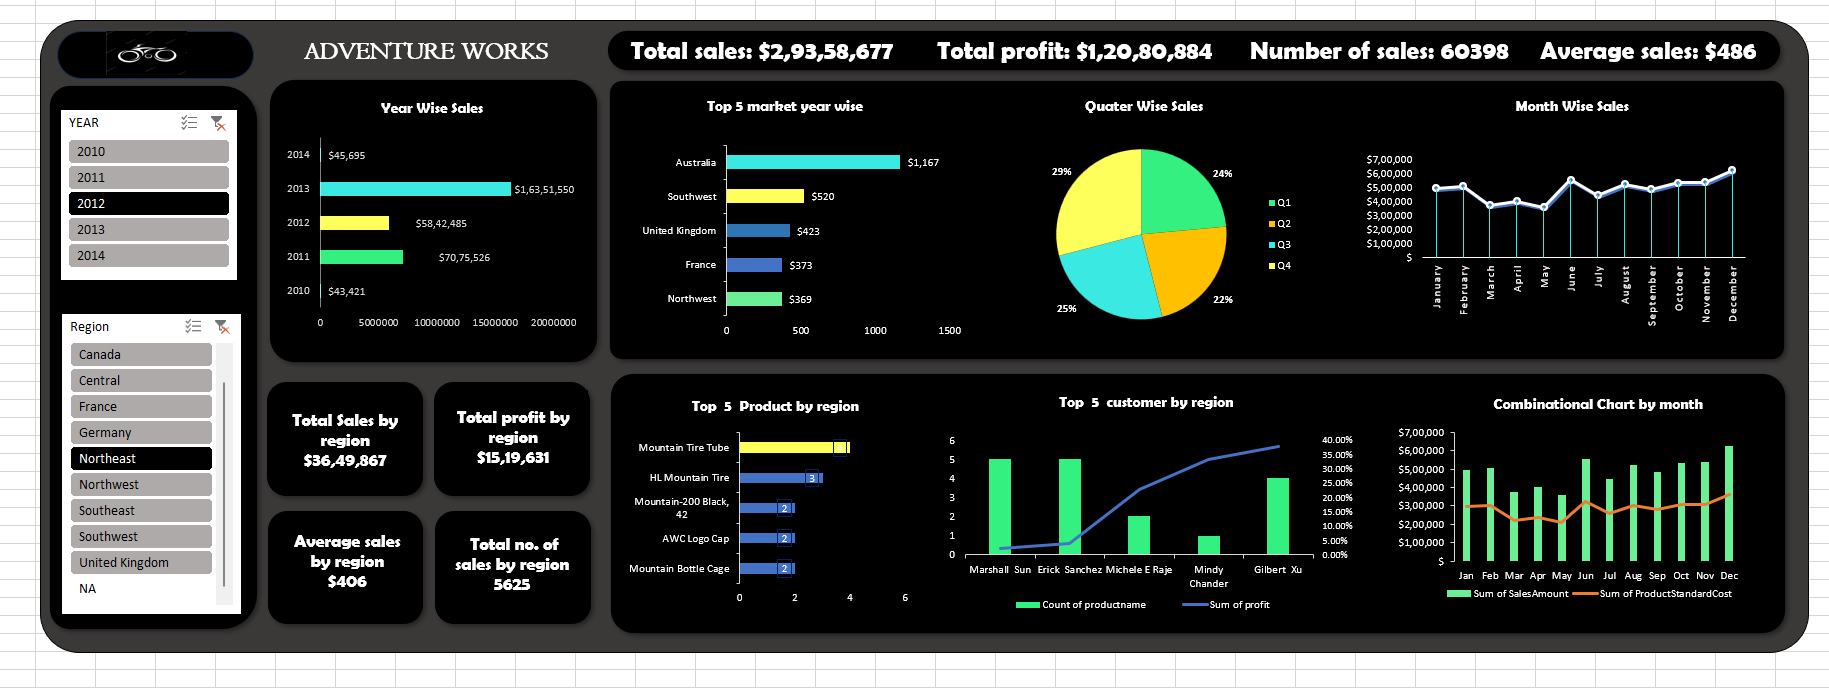 ADVENTURE WORKS
Total sales: $2,93,58,677
Total profit: $1,20,80,884
Number of sales: 60398
Average sales: $486
YEAR
2010
2011
2012
2013
2014
Region
Canada
Central
France
Germany
Northeast
Northwest
Southeast
Southwest
United Kingdom
NA
Year Wise Sales
2014
$45,695
2013
$1,63,51,550
2012
$58,42,485
2011
$70,75,526
2010
$43,421
0
5000000
10000000
15000000
20000000
Top 5 market year wise
Australia
$1,167
Southwest
$520
United Kingdom
$423
France
$373
Northwest
$369
0
500
1000
1500
Quater Wise Sales
29%
24%
25%
22%
Q1
Q2
Q3
Q4
Month Wise Sales
$7,00,000
$6,00,000
$5,00,000
$4,00,000
$3,00,000
$2,00,000
$1,00,000
$
January
February
March
April
May
June
July
August
September
October
November
December
Total Sales by
region
$36,49,867
Total profit by
region
$15,19,631
Average sales
by region
$406
Total no. of
sales by region
5625
Top 5 Product by region
Mountain Tire Tube
HL Mountain Tire
3
Mountain-200 Black,
42
2
AWC Logo Cap
2
Mountain Bottle Cage
2
0
2
4
6
Top 5 customer by region
6
5
4
3
2
1
0
40.00%
35.00%
30.00%
25.00%
20.00%
15.00%
10.00%
5.00%
0.00%
Marshall Sun
Erick Sanchez
Michele E Raje
Mindy
Chander
Gilbert Xu
Count of productname
Sum of profit
Combinational Chart by month
$7,00,000
$6,00,000
$5,00,000
$4,00,000
$3,00,000
$2,00,000
$1,00,000
$
Jan
Feb
Mar
Apr
May
Jun
Jul
Aug
Sep
Oct
Nov
Dec
Sum of SalesAmount
Sum of ProductStandardCost